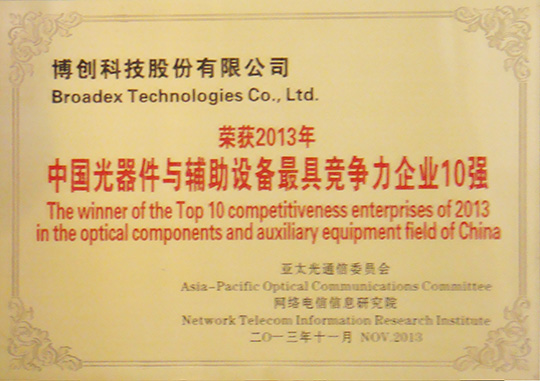 博创科技股份有限公司
Broadex Technologies Co., Ltd.
荣获2013年
中国光器件与辅助设备最具竞争力企业10强
The winner of the Top 10 competitiveness enterprises of 2013
in the optical components and auxiliary equipment field of China
亚太光通信委员会
Asia-Pacific Optical Communications Committee
网络电信信息研究院
Network Telecom Information Research Institute
二〇一三年十一月 NOV.2013